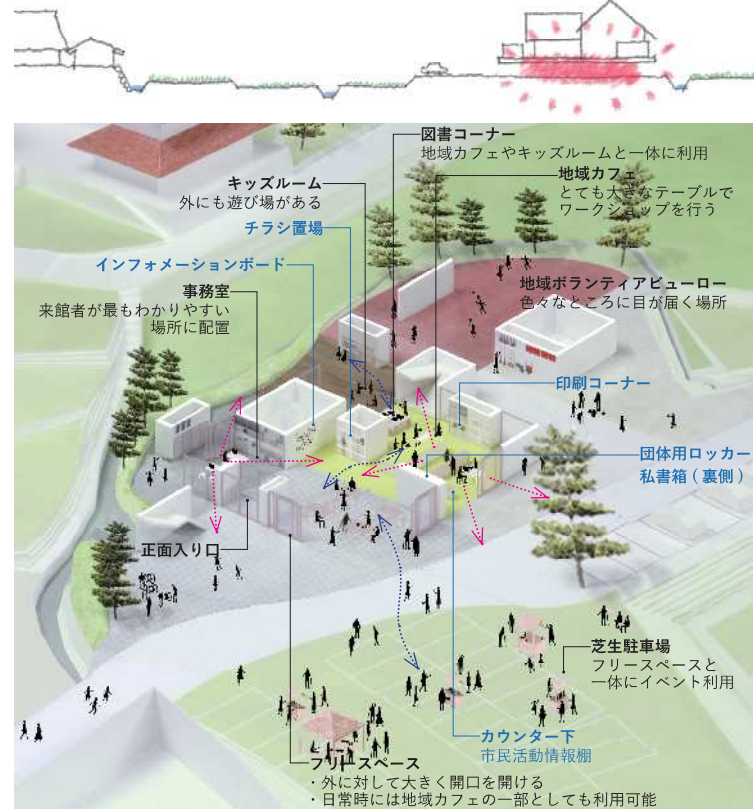 図書コーナー
地域カフェやキッズルームと一体に利用
地域カフェ
とても大きなテーブルで
ワークショップを行う
キッズルーム
外にも遊び場がある
チラシ置場
インフォメーションボード
事務室
来館者が最もわかりやすい
場所に配置
地域ボランティアビューロー
色々なところに目が届く場所
印刷コーナー
団体用ロッカー
私書箱 ( 裏側 )
正面入り口
芝生駐車場
フリースペースと
一体にイベント利用
カウンター下
市民活動情報棚
フリースペース
・外に対して大きく開口を開ける
・日常時には地域カフェの一部としても利用可能